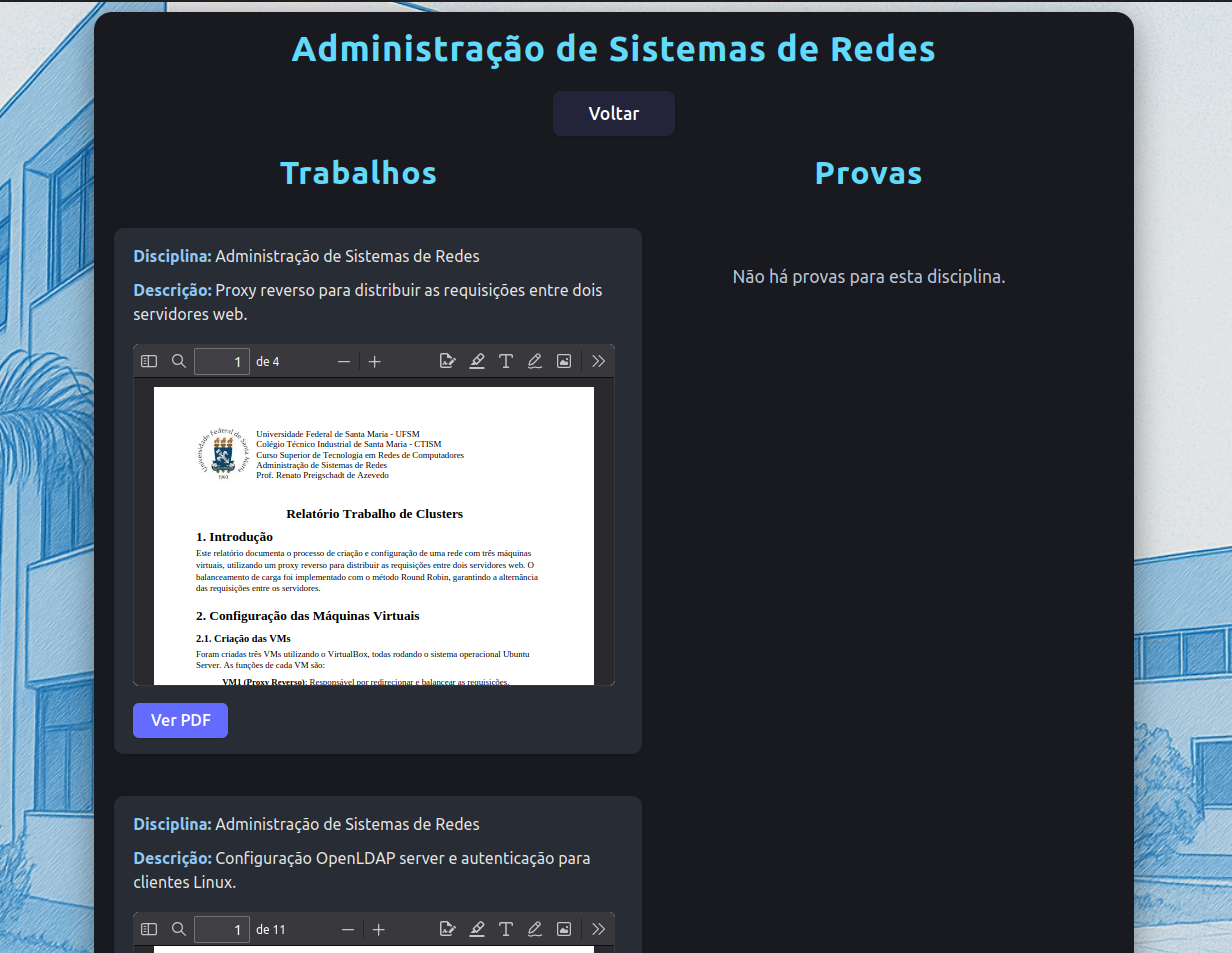 Administração de Sistemas de Redes
Voltar
Trabalhos
Provas
Disciplina: Administração de Sistemas de Redes
Descrição: Proxy reverso para distribuir as requisições entre dois
servidores web.
1 de 4
Universidade Federal de Santa Maria
1960
Universidade Federal de Santa Maria - UFSM
Colégio Técnico Industrial de Santa Maria - CTISM
Curso Superior de Tecnologia em Redes de Computadores
Administração de Sistemas de Redes
Prof. Renato Preigschadt de Azevedo
Relatório Trabalho de Clusters
1. Introdução
Este relatório documenta o processo de criação e configuração de uma rede com três máquinas
virtuais, utilizando um proxy reverso para distribuir as requisições entre dois servidores web. O
balanceamento de carga foi implementado com o método Round Robin, garantindo a alternância
das requisições entre os servidores.
2. Configuração das Máquinas Virtuais
2.1. Criação das VMs
Foram criadas três VMs utilizando o VirtualBox, todas rodando o sistema operacional Ubuntu
Server. As funções de cada VM são:
VM1 (Proxy Reverso): Responsável por redirecionar e balancear as requisições.
Ver PDF
Não há provas para esta disciplina.
Disciplina: Administração de Sistemas de Redes
Descrição: Configuração OpenLDAP server e autenticação para
clientes Linux.
1 de 11